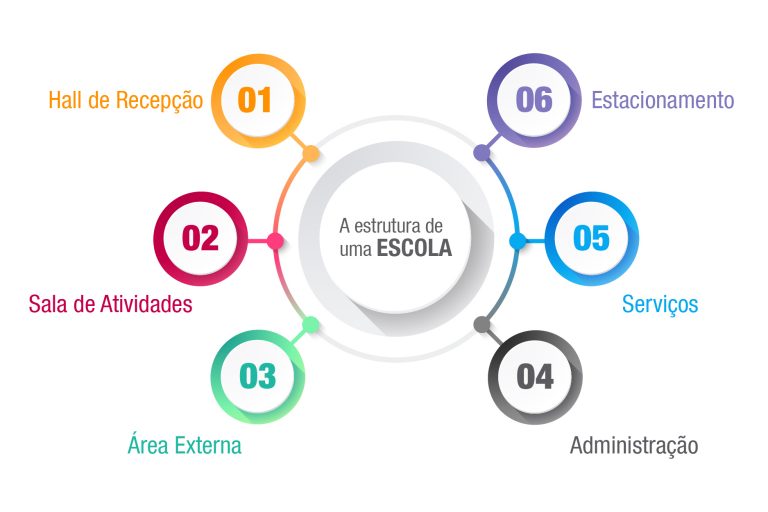 01
Hall de Recepção
02
Sala de Atividades
03
Área Externa
A estrutura de
uma ESCOLA
06
Estacionamento
05
Serviços
04
Administração